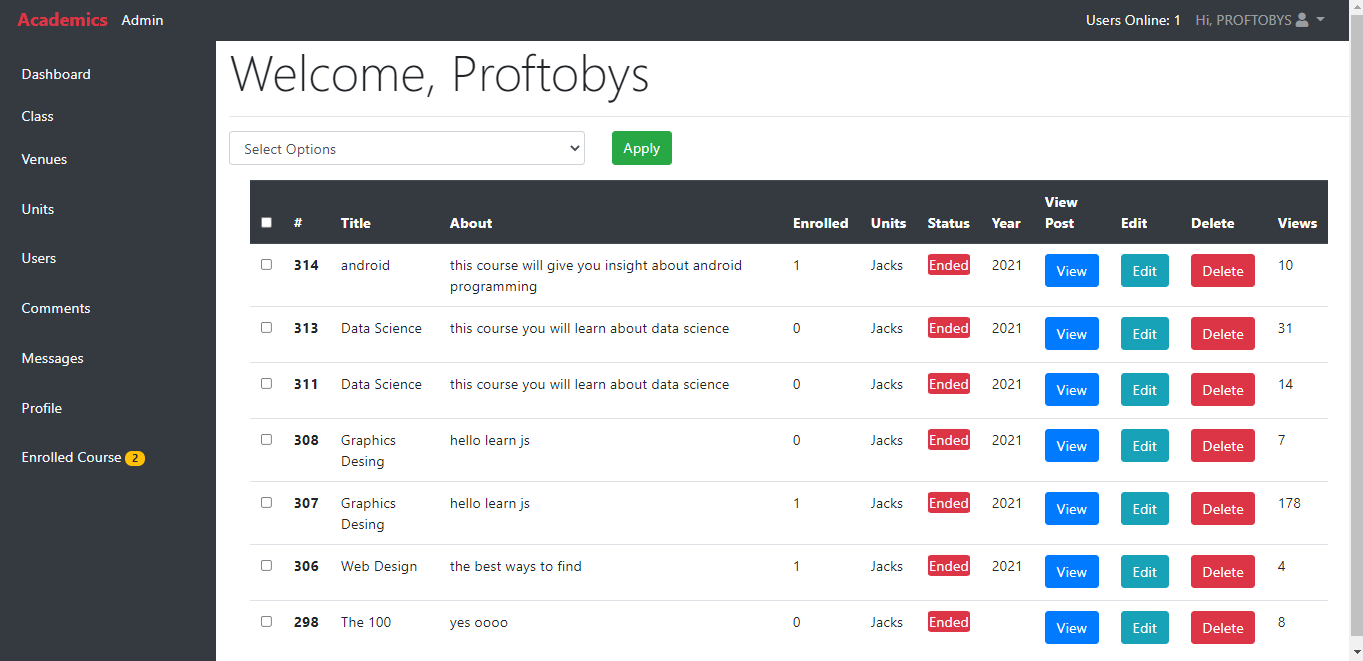 Academics Admin Users Online: 1 Hi, PROFTOBYS
Dashboard
Class
Venues
Units
Users
Comments
Messages
Profile
Enrolled Course 2
Welcome, Proftobys
Select Options Apply
# Title About Enrolled Units Status Year View Post Edit Delete Views
314 android this course will give you insight about android 1 Jacks Ended 2021 View Edit Delete 10
programming
313 Data Science this course you will learn about data science 0 Jacks Ended 2021 View Edit Delete 31
311 Data Science this course you will learn about data science 0 Jacks Ended 2021 View Edit Delete 14
308 Graphics hello learn js 0 Jacks Ended 2021 View Edit Delete 7
Desing
307 Graphics hello learn js 1 Jacks Ended 2021 View Edit Delete 178
Desing
306 Web Design the best ways to find 1 Jacks Ended 2021 View Edit Delete 4
298 The 100 yes oooo 0 Jacks Ended View Edit Delete 8